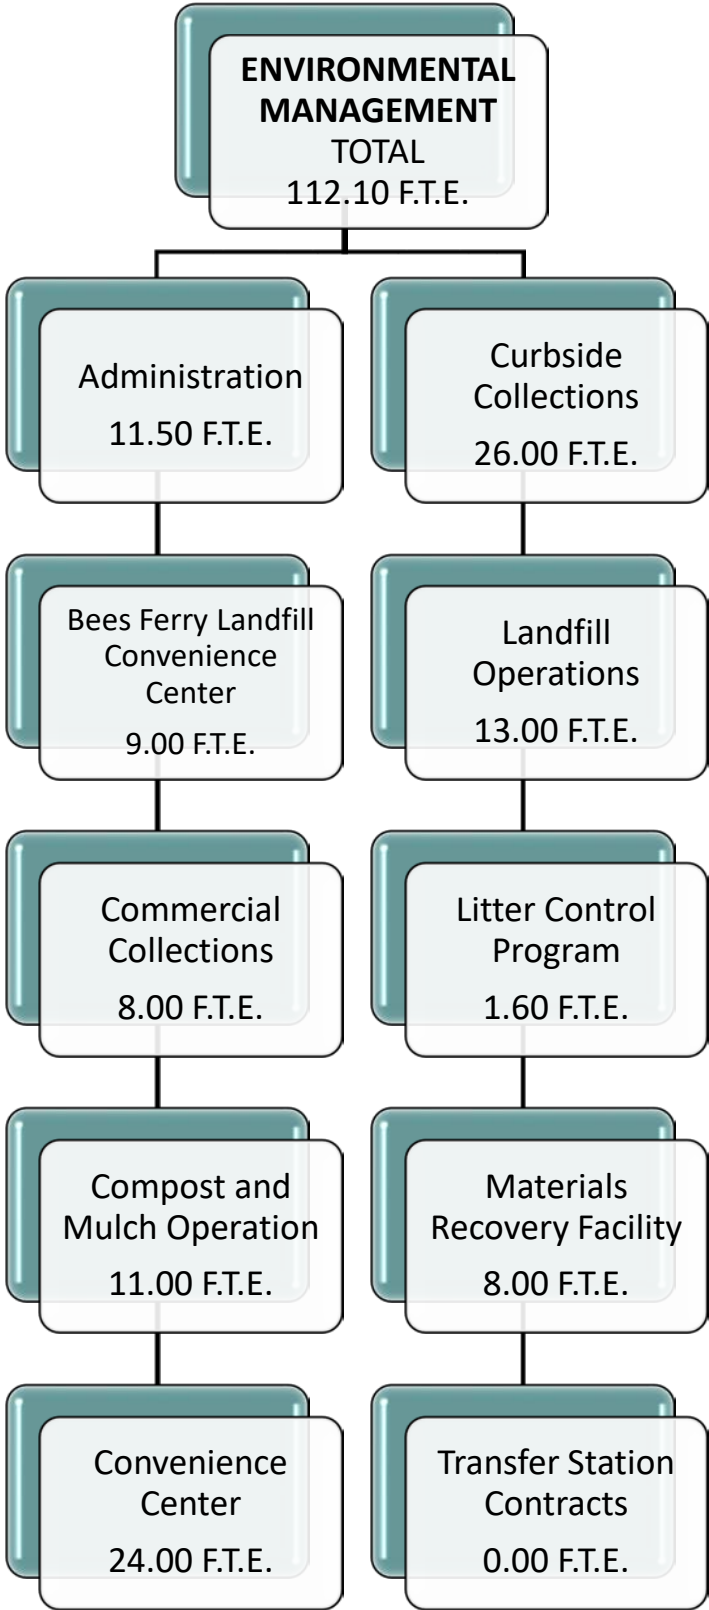 ENVIRONMENTAL
MANAGEMENT
TOTAL
112.10 F.T.E.
Administration
11.50 F.T.E.
Bees Ferry Landfill
Convenience
Center
9.00 F.T.E.
Commercial
Collections
8.00 F.T.E.
Compost and
Mulch Operation
11.00 F.T.E.
Convenience
Center
24.00 F.T.E.
Curbside
Collections
26.00 F.T.E.
Landfill
Operations
13.00 F.T.E.
Litter Control
Program
1.60 F.T.E.
Materials
Recovery Facility
8.00 F.T.E.
Transfer Station
Contracts
0.00 F.T.E.